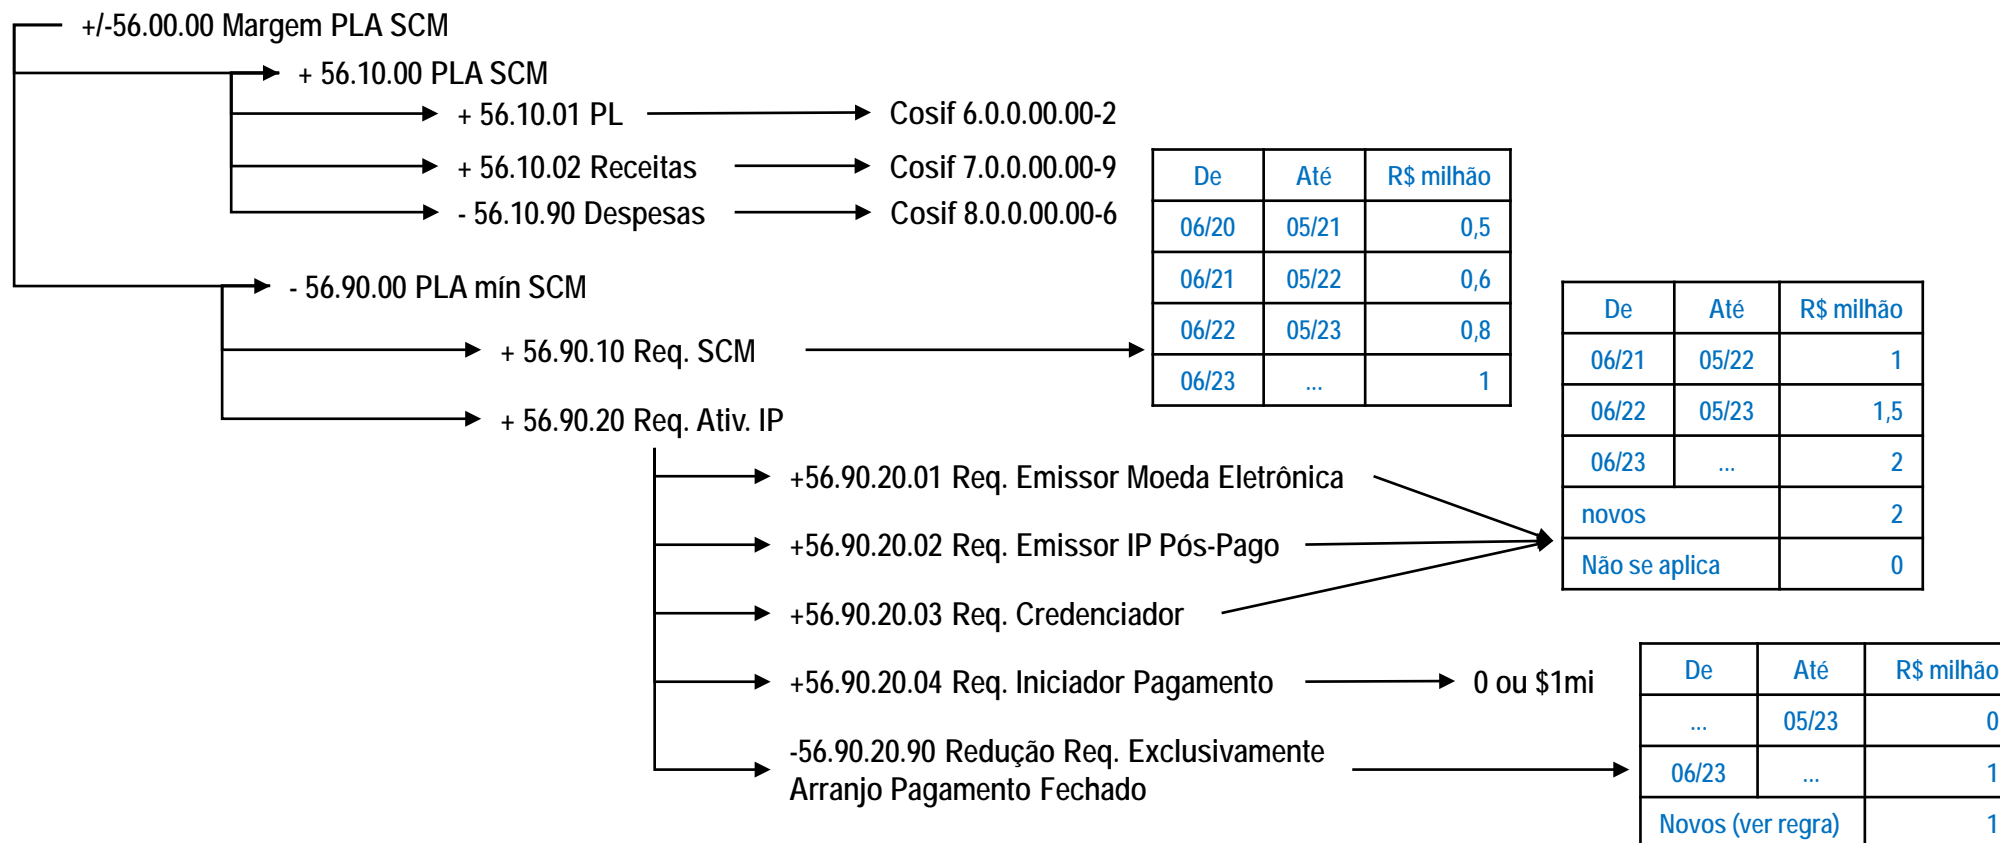 +/-56.00.00 Margem PLA SCM
+ 56.10.00 PLA SCM
+ 56.10.01 PL
Cosif 6.0.0.00.00-2
+ 56.10.02 Receitas
Cosif 7.0.0.00.00-9
- 56.10.90 Despesas
Cosif 8.0.0.00.00-6
De Até R$ milhão
06/20 05/21 0,5
06/21 05/22 0,6
06/22 05/23 0,8
06/23 ... 1
- 56.90.00 PLA mín SCM
+ 56.90.10 Req. SCM
+ 56.90.20 Req. Ativ. IP
De Até R$ milhão
06/21 05/22 1
06/22 05/23 1,5
06/23 ... 2
novos 2
Não se aplica 0
+56.90.20.01 Req. Emissor Moeda Eletrônica
+56.90.20.02 Req. Emissor IP Pós-Pago
+56.90.20.03 Req. Credenciador
+56.90.20.04 Req. Iniciador Pagamento
0 ou $1mi
-56.90.20.90 Redução Req. Exclusivamente
Arranjo Pagamento Fechado
De Até R$ milhão
... 05/23 0
06/23 ... 1
Novos (ver regra) 1